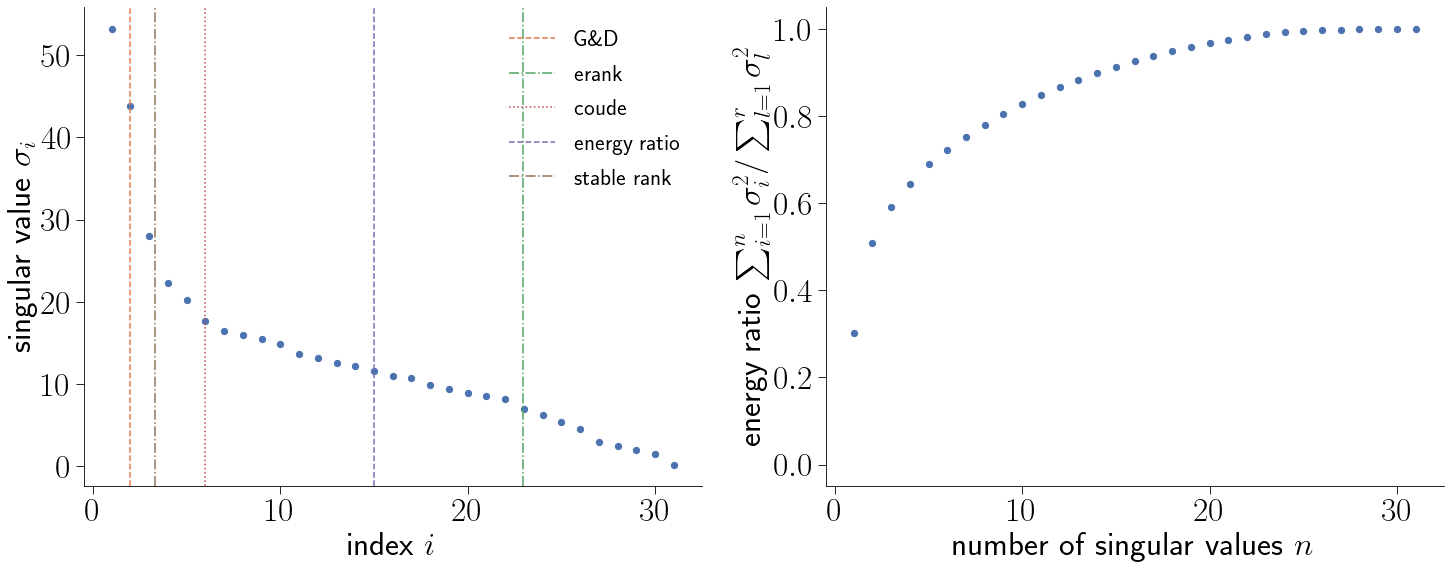 singular value σ_i
50
40
30
20
10
0
0 10 20 30
index i
G&D
erank
coude
energy ratio
stable rank
energy ratio ∑_{i=1}^{n} σ_i^2 / ∑_{l=1}^{r} σ_l^2
1.0
0.8
0.6
0.4
0.2
0.0
0 10 20 30
number of singular values n